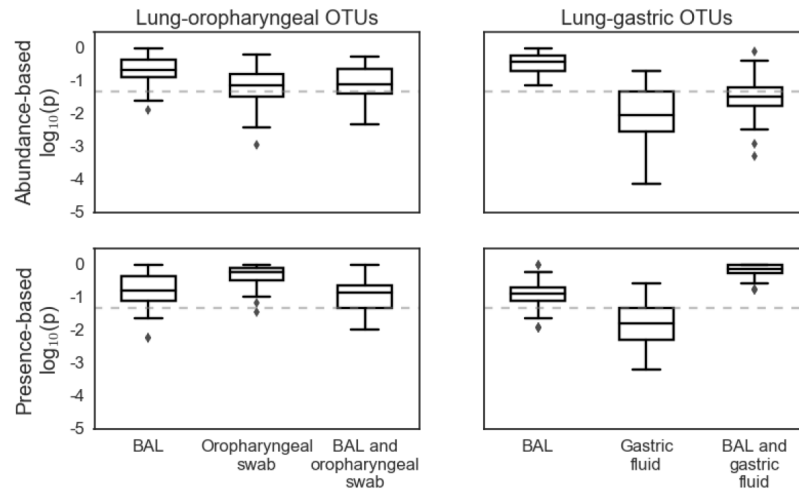 Lung-oropharyngeal OTUs
Lung-gastric OTUs
Abundance-based
log₁₀(p)
0
-1
-2
-3
-4
-5
Presence-based
log₁₀(p)
0
-1
-2
-3
-4
-5
BAL
Oropharyngeal
swab
BAL and
oropharyngeal
swab
BAL
Gastric
fluid
BAL and
gastric
fluid